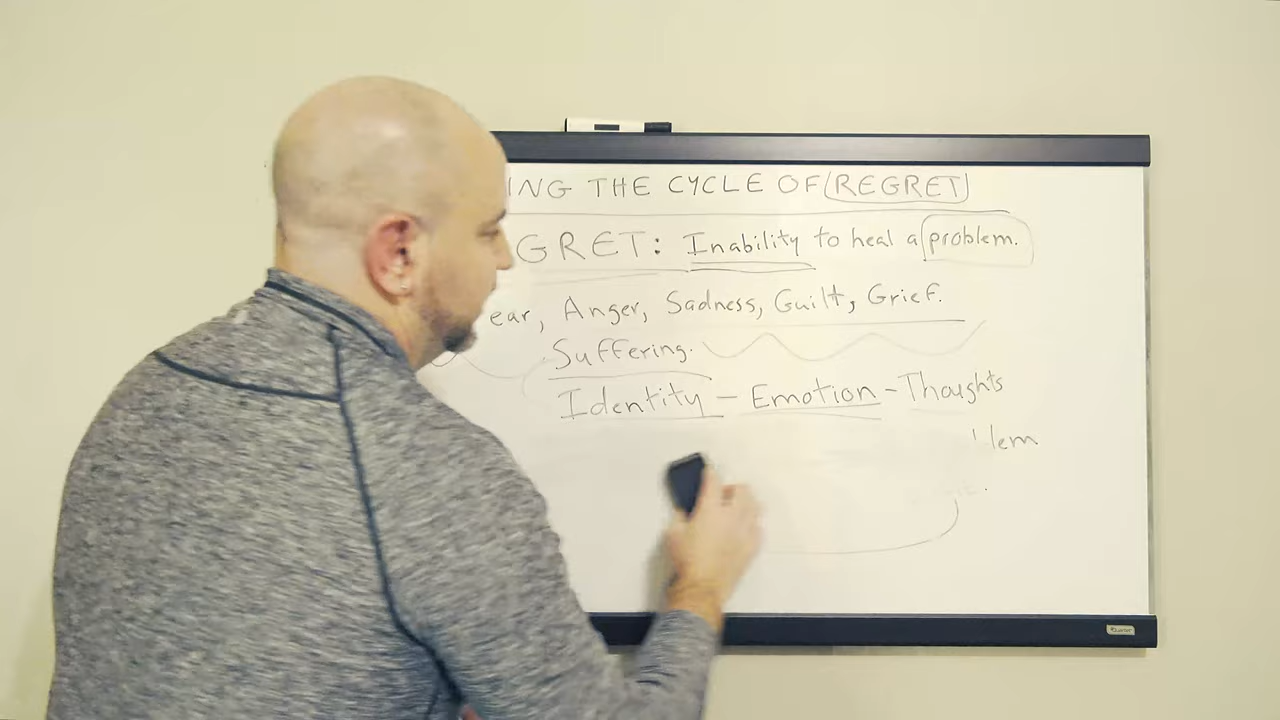 ING THE CYCLE OF REGRET
GRET: Inability to heal a problem.
ear, Anger, Sadness, Guilt, Grief.
Suffering.
Identity - Emotion - Thoughts
lem